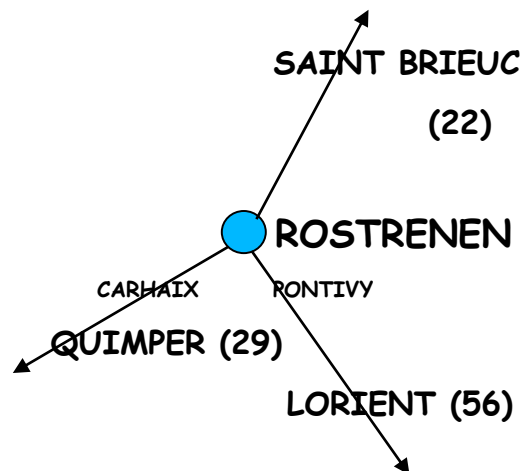 SAINT BRIEUC
(22)
ROSTRENEN
CARHAIX PONTIVY
QUIMPER (29)
LORIENT (56)